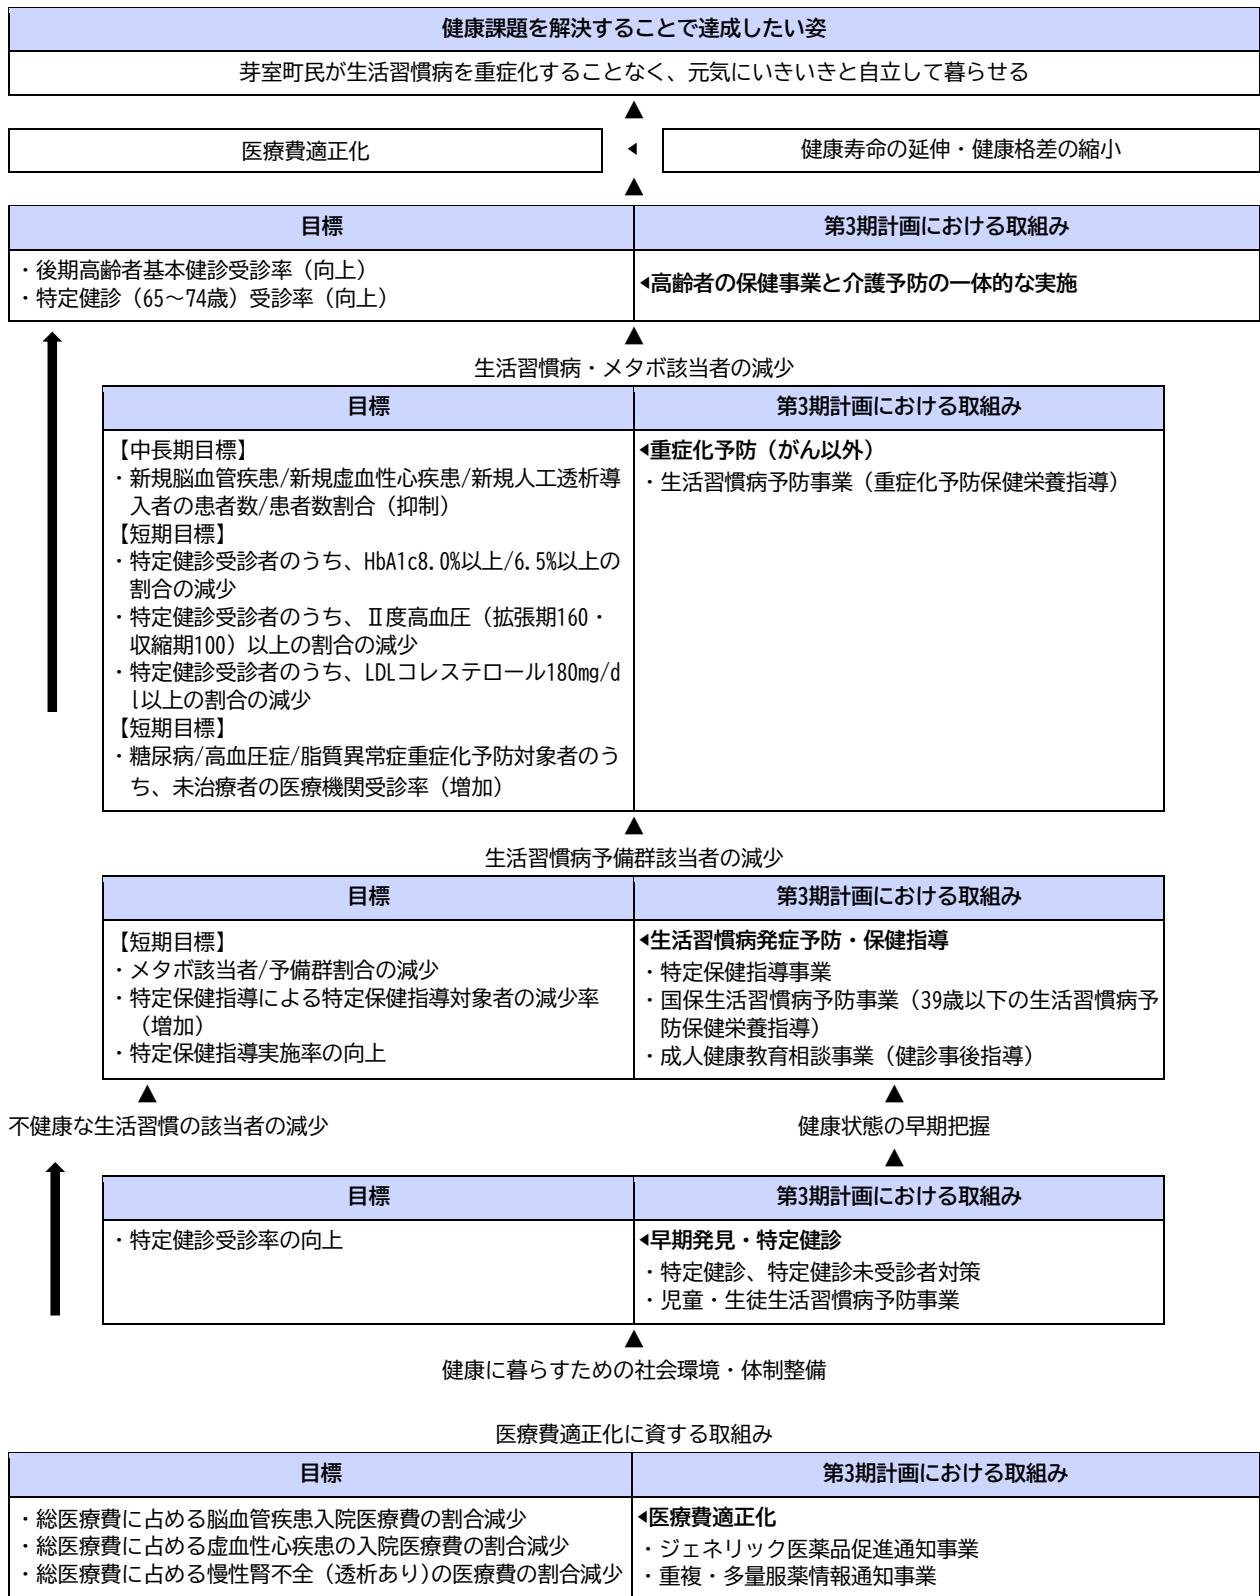 健康課題を解決することで達成したい姿
芽室町民が生活習慣病を重症化することなく、元気にいきいきと自立して暮らせる
▲
医療費適正化
◀
健康寿命の延伸・健康格差の縮小
▲
目標
第3期計画における取組み
・後期高齢者基本健診受診率（向上）
・特定健診（65～74歳）受診率（向上）
◀高齢者の保健事業と介護予防の一体的な実施
▲
生活習慣病・メタボ該当者の減少
目標
第3期計画における取組み
【中長期目標】
・新規脳血管疾患/新規虚血性心疾患/新規人工透析導
入者の患者数/患者数割合（抑制）
【短期目標】
・特定健診受診者のうち、HbA1c8.0%以上/6.5%以上の
割合の減少
・特定健診受診者のうち、Ⅱ度高血圧（拡張期160・
収縮期100）以上の割合の減少
・特定健診受診者のうち、LDLコレステロール180mg/d
l以上の割合の減少
【短期目標】
・糖尿病/高血圧症/脂質異常症重症化予防対象者のう
ち、未治療者の医療機関受診率（増加）
◀重症化予防（がん以外）
・生活習慣病予防事業（重症化予防保健栄養指導）
▲
生活習慣病予備群該当者の減少
目標
第3期計画における取組み
【短期目標】
・メタボ該当者/予備群割合の減少
・特定保健指導による特定保健指導対象者の減少率
（増加）
・特定保健指導実施率の向上
◀生活習慣病発症予防・保健指導
・特定保健指導事業
・国保生活習慣病予防事業（39歳以下の生活習慣病予
防保健栄養指導）
・成人健康教育相談事業（健診事後指導）
▲
不健康な生活習慣の該当者の減少
▲
健康状態の早期把握
▲
目標
第3期計画における取組み
・特定健診受診率の向上
◀早期発見・特定健診
・特定健診、特定健診未受診者対策
・児童・生徒生活習慣病予防事業
▲
健康に暮らすための社会環境・体制整備
医療費適正化に資する取組み
目標
第3期計画における取組み
・総医療費に占める脳血管疾患入院医療費の割合減少
・総医療費に占める虚血性心疾患の入院医療費の割合減少
・総医療費に占める慢性腎不全（透析あり)の医療費の割合減少
◀医療費適正化
・ジェネリック医薬品促進通知事業
・重複・多量服薬情報通知事業